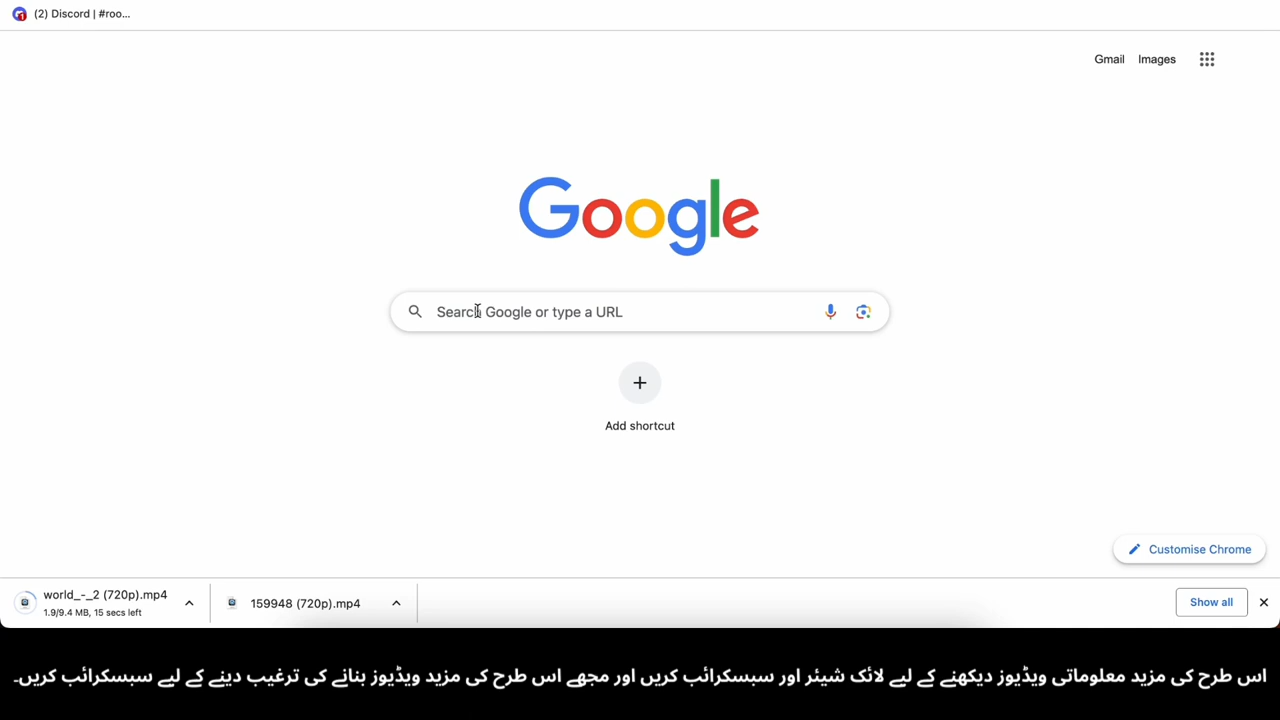 (2) Discord | #roo...
Gmail Images
Google
Search Google or type a URL
Add shortcut
Customise Chrome
world_-_2 (720p).mp4
1.9/9.4 MB, 15 secs left
159948 (720p).mp4
Show all
اس طرح کی مزید معلوماتی ویڈیوز دیکھنے کے لیے لائک شیئر اور سبسکرائب کریں اور مجھے اس طرح کی مزید ویڈیوز بنانے کی ترغیب دینے کے لیے سبسکرائب کریں۔